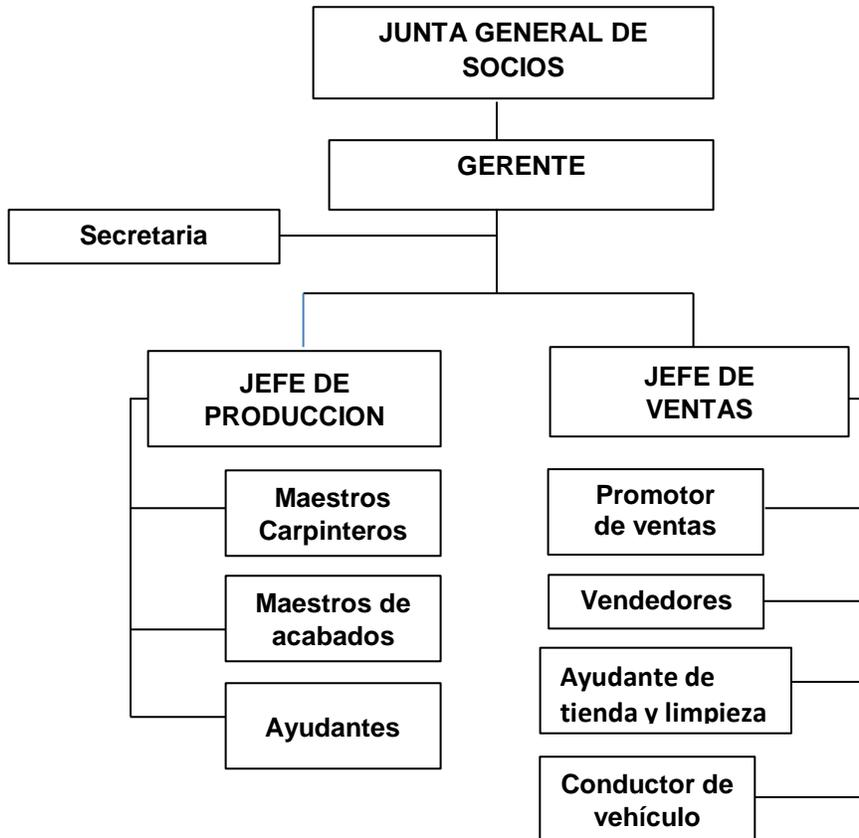 JUNTA GENERAL DE
SOCIOS
GERENTE
Secretaria
JEFE DE
PRODUCCION
JEFE DE
VENTAS
Maestros
Carpinteros
Maestros de
acabados
Ayudantes
Promotor
de ventas
Vendedores
Ayudante de
tienda y limpieza
Conductor de
vehículo